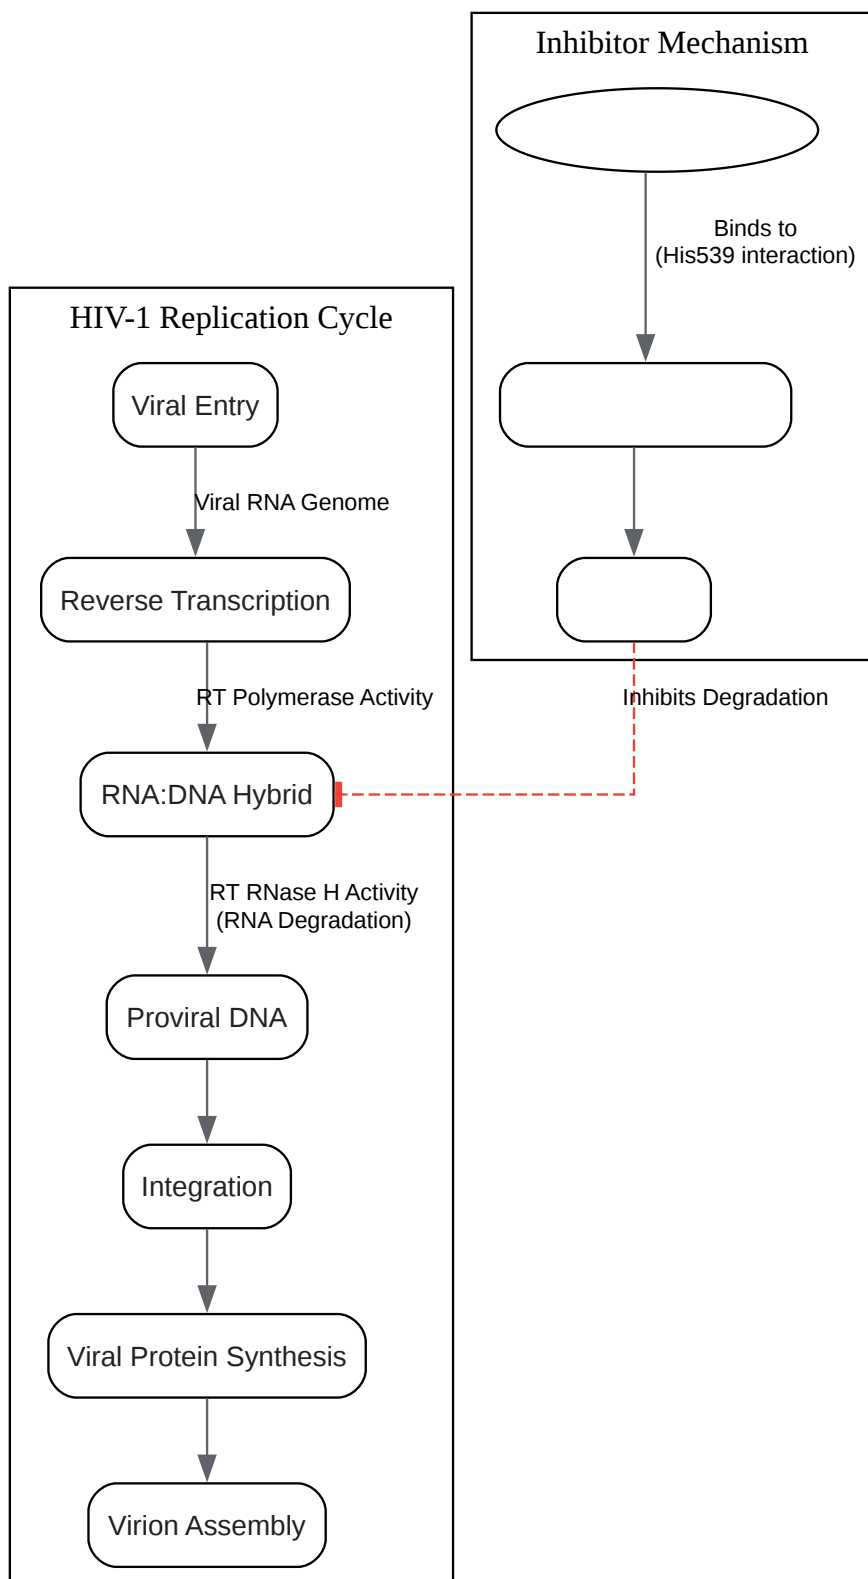 Inhibitor Mechanism
Binds to
(His539 interaction)
HIV-1 Replication Cycle
Viral Entry
Viral RNA Genome
Reverse Transcription
RT Polymerase Activity
Inhibits Degradation
RNA:DNA Hybrid
RT RNase H Activity
(RNA Degradation)
Proviral DNA
Integration
Viral Protein Synthesis
Virion Assembly